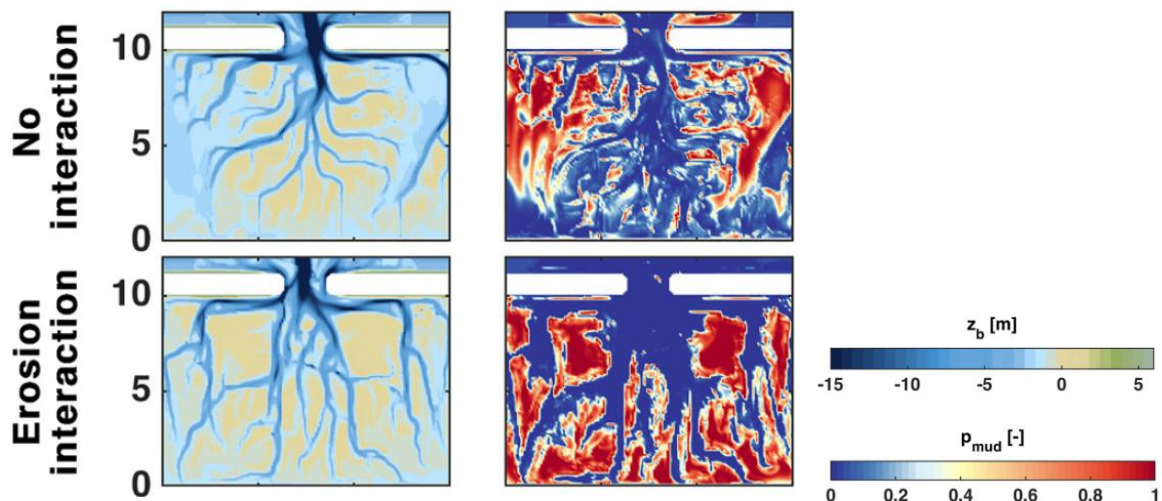 No
interaction
10
5
0
Erosion
interaction
10
5
0
z_b [m]
-15 -10 -5 0 5
p_mud [-]
0 0.2 0.4 0.6 0.8 1